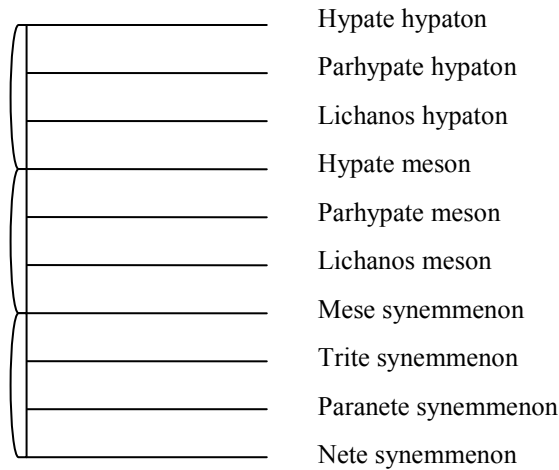 Hypate hypaton
Parhypate hypaton
Lichanos hypaton
Hypate meson
Parhypate meson
Lichanos meson
Mese synemmenon
Trite synemmenon
Paranete synemmenon
Nete synemmenon